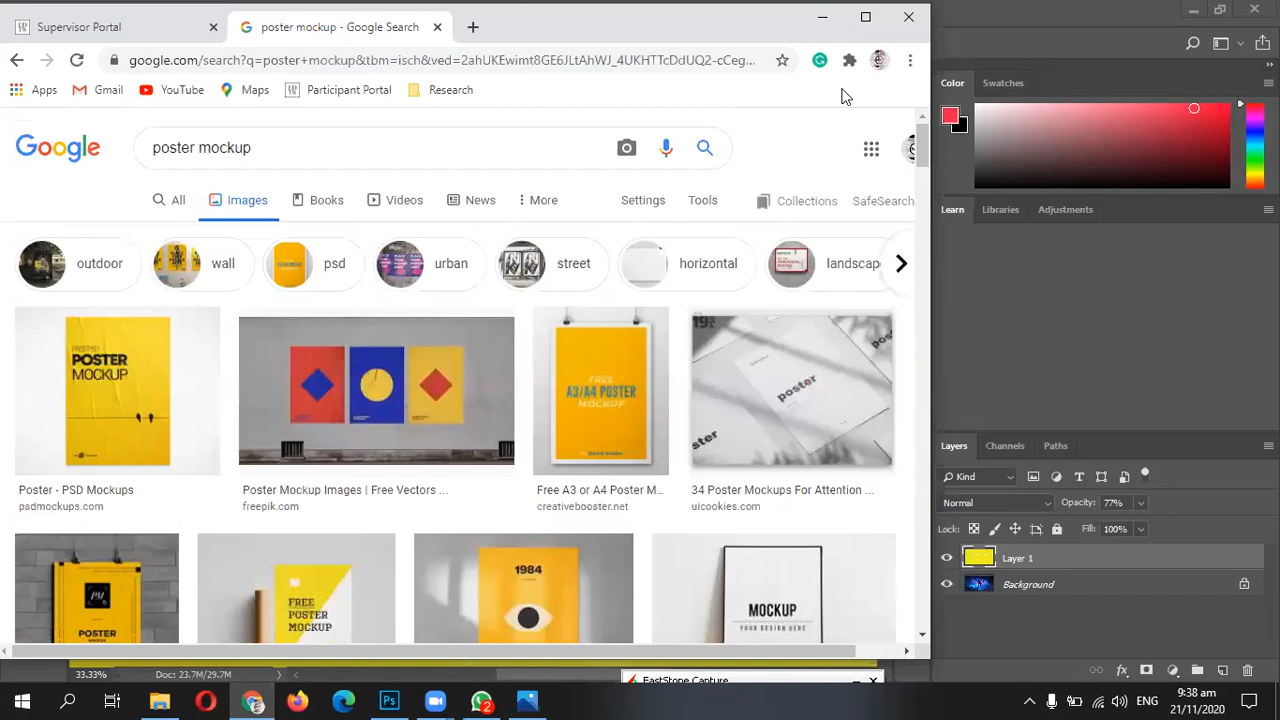 Supervisor Portal
poster mockup - Google Search
google.com/search?q=poster+mockup&tbm=isch&ved=2ahUKEwimt8GE6JLtAhWJ_4UKHTTcDdUQ2-cCeg...
Apps
Gmail
YouTube
Maps
Participant Portal
Research
Google
poster mockup
All
Images
Books
Videos
News
More
Settings
Tools
Collections
SafeSearch
outdoor
wall
psd
urban
street
horizontal
landscap
POSTER
MOCKUP
FREE
A3/A4 POSTER
MOCKUP
poster
Poster - PSD Mockups
psdmockups.com
Poster Mockup Images | Free Vectors ...
freepik.com
Free A3 or A4 Poster M...
creativebooster.net
34 Poster Mockups For Attention ...
uicookies.com
POSTER
FREE
POSTER
MOCKUP
1984
MOCKUP
YOUR DESIGN HERE
Color
Swatches
Learn
Libraries
Adjustments
Layers
Channels
Paths
Kind
Normal
Opacity: 77%
Lock:
Fill: 100%
Layer 1
Background
33.33%
Doc: 23.7M/29.7M
FastStone Capture
Ps
2
ENG
9:38 am
21/11/2020